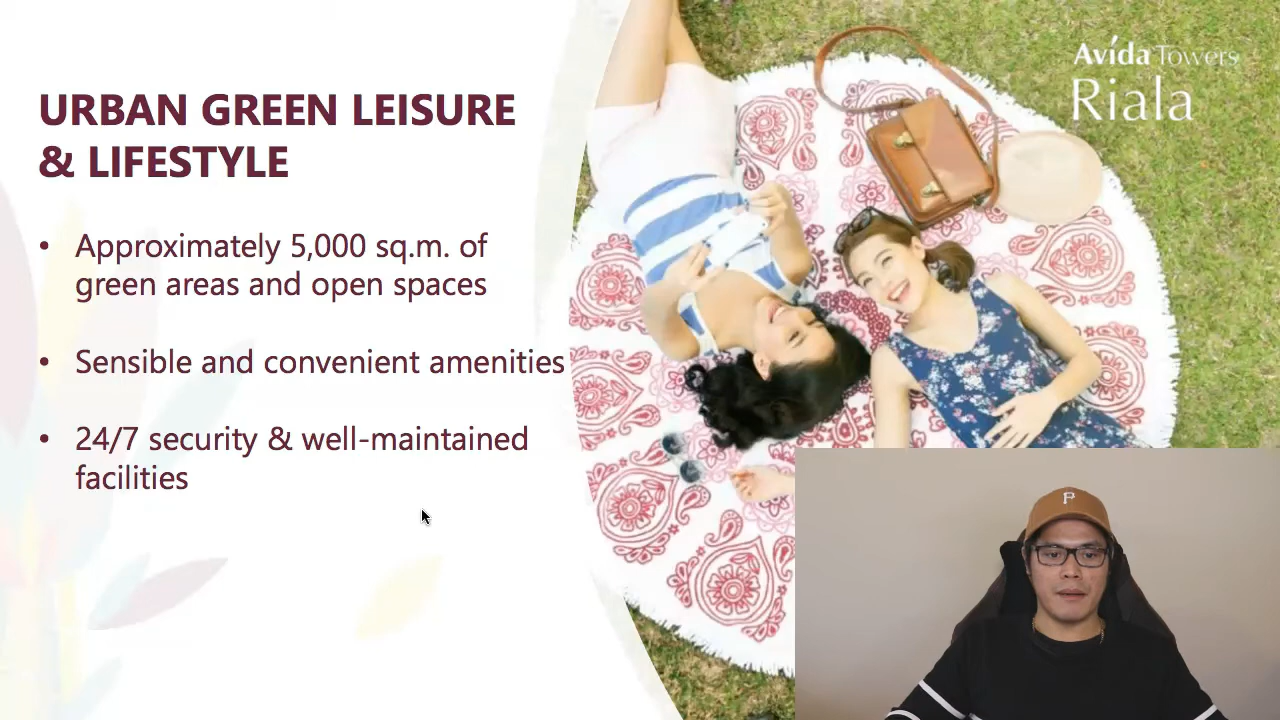 URBAN GREEN LEISURE
& LIFESTYLE
• Approximately 5,000 sq.m. of
green areas and open spaces
• Sensible and convenient amenities
• 24/7 security & well-maintained
facilities
Avída Towers
Riala
P